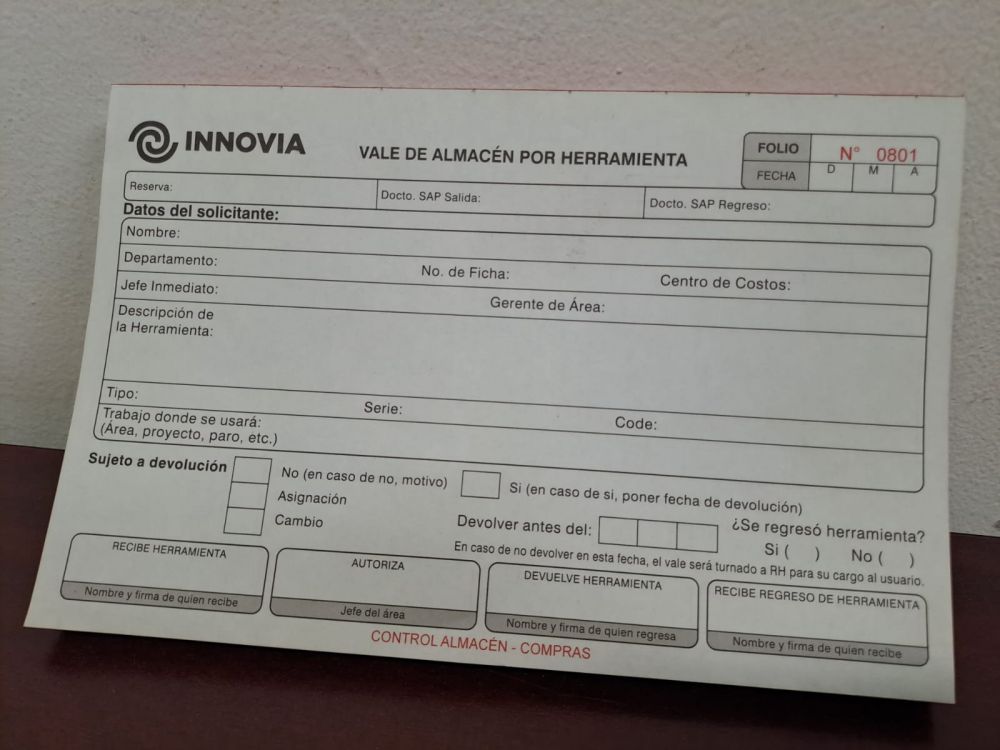 INNOVIA
VALE DE ALMACÉN POR HERRAMIENTA
FOLIO N° 0801
FECHA D M A
Reserva: Docto. SAP Salida: Docto. SAP Regreso:
Datos del solicitante:
Nombre:
Departamento: No. de Ficha: Centro de Costos:
Jefe Inmediato: Gerente de Área:
Descripción de
la Herramienta:
Tipo: Serie: Code:
Trabajo donde se usará:
(Área, proyecto, paro, etc.)
Sujeto a devolución No (en caso de no, motivo) Si (en caso de si, poner fecha de devolución)
Asignación
Cambio
Devolver antes del: ¿Se regresó herramienta?
Si ( ) No ( )
En caso de no devolver en esta fecha, el vale será turnado a RH para su cargo al usuario.
RECIBE HERRAMIENTA
Nombre y firma de quien recibe
AUTORIZA
Jefe del área
DEVUELVE HERRAMIENTA
Nombre y firma de quien regresa
RECIBE REGRESO DE HERRAMIENTA
Nombre y firma de quien recibe
CONTROL ALMACÉN - COMPRAS